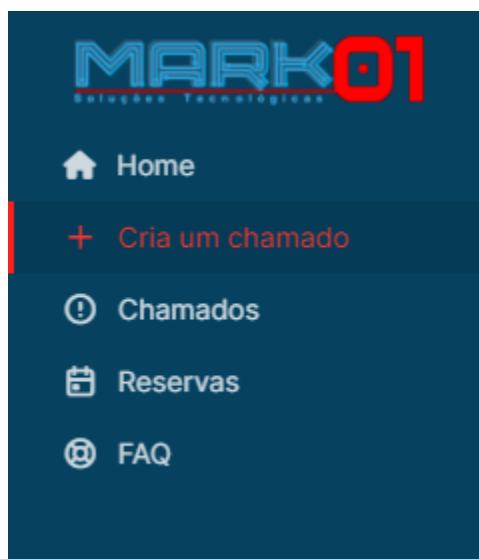 MARK01
Soluções Tecnológicas
Home
Cria um chamado
Chamados
Reservas
FAQ